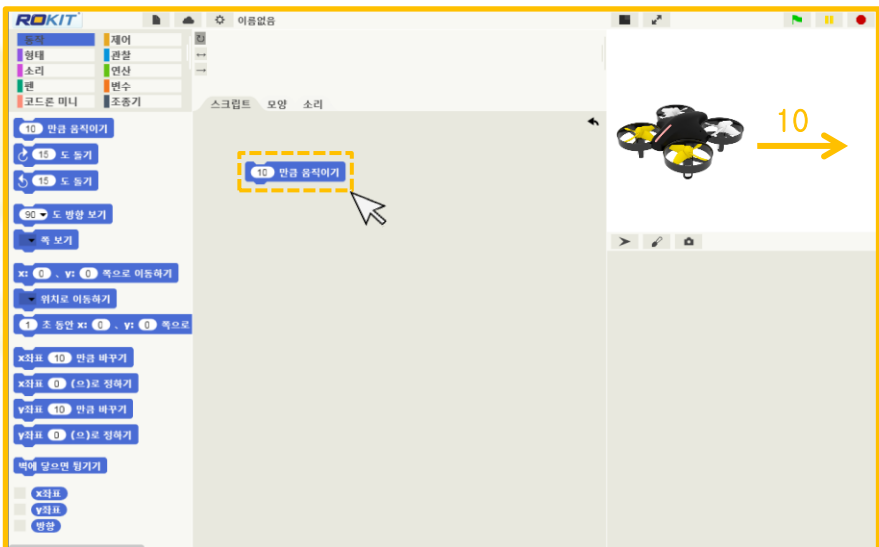 ROKIT
이름없음
동작 제어
형태 관찰
소리 연산
펜 변수
코드론 미니 조종기
스크립트 모양 소리
10 만큼 움직이기
15 도 돌기
15 도 돌기
90 도 방향 보기
쪽 보기
x: 0 、 y: 0 쪽으로 이동하기
위치로 이동하기
1 초 동안 x: 0 、 y: 0 쪽으로
x좌표 10 만큼 바꾸기
x좌표 0 (으)로 정하기
y좌표 10 만큼 바꾸기
y좌표 0 (으)로 정하기
벽에 닿으면 튕기기
x좌표
y좌표
방향
10 만큼 움직이기
10